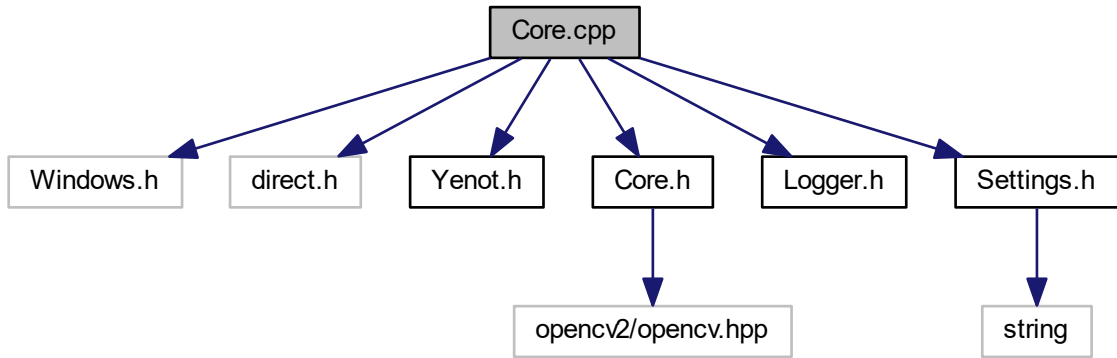 Core.cpp
Windows.h
direct.h
Yenot.h
Core.h
Logger.h
Settings.h
opencv2/opencv.hpp
string